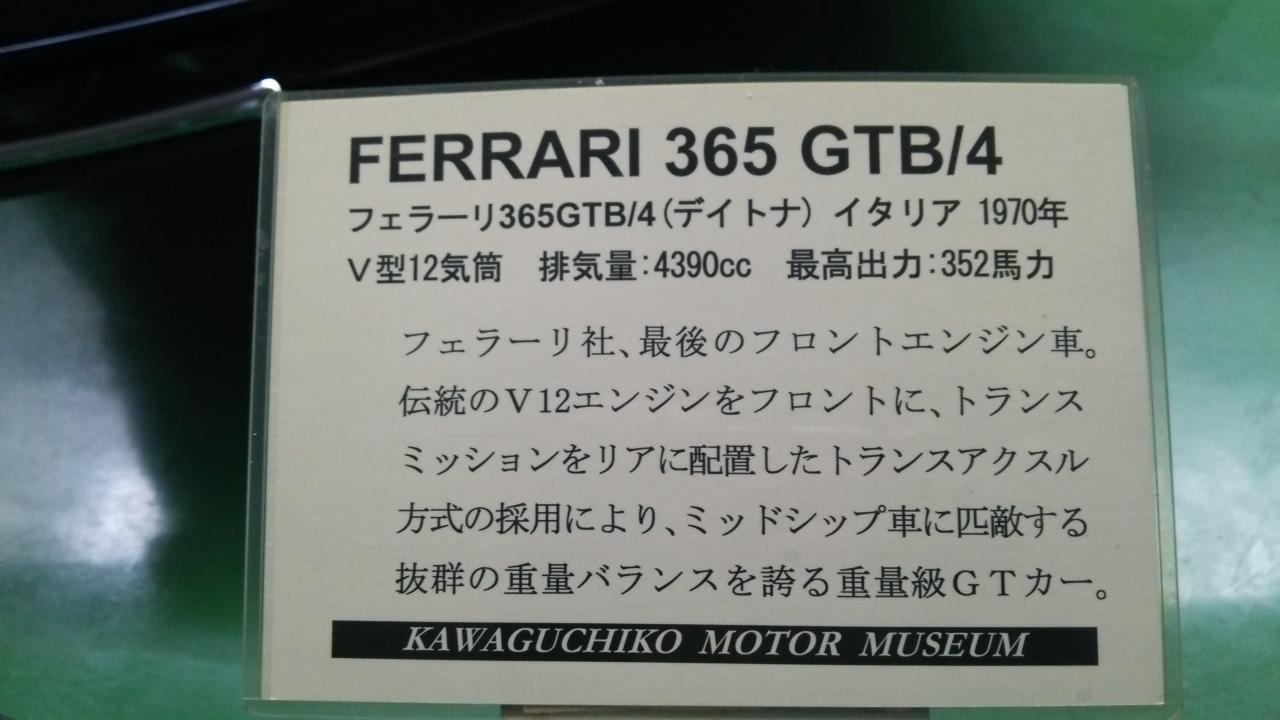 FERRARI 365 GTB/4
フェラーリ365GTB/4(デイトナ) イタリア 1970年
V型12気筒 排気量:4390cc 最高出力:352馬力
フェラーリ社、最後のフロントエンジン車。
伝統のV12エンジンをフロントに、トランス
ミッションをリアに配置したトランスアクスル
方式の採用により、ミッドシップ車に匹敵する
抜群の重量バランスを誇る重量級GTカー。
KAWAGUCHIKO MOTOR MUSEUM